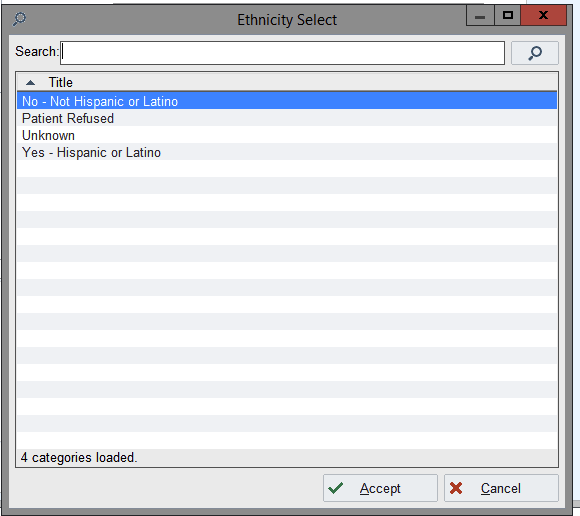 Ethnicity Select
Search:
Title
No - Not Hispanic or Latino
Patient Refused
Unknown
Yes - Hispanic or Latino
4 categories loaded.
Accept Cancel